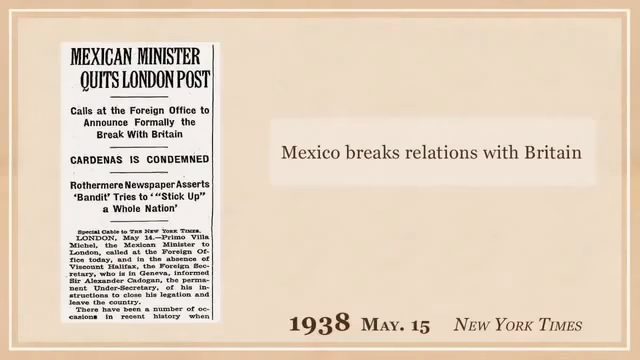 MEXICAN MINISTER
QUITS LONDON POST
Calls at the Foreign Office to
Announce Formally the
Break With Britain
CARDENAS IS CONDEMNED
Rothermere Newspaper Asserts
'Bandit' Tries to '"Stick Up"
a Whole Nation'
Special Cable to THE NEW YORK TIMES.
LONDON, May 14.—Primo Villa
Michel, the Mexican Minister to
London, called at the Foreign Of-
fice today, and in the absence of
Viscount Halifax, the Foreign Sec-
retary, who is in Geneva, informed
Sir Alexander Cadogan, the perma-
nent Under-Secretary, of his in-
structions to close his legation and
leave the country.
There have been a number of oc-
casions in recent history when
Mexico breaks relations with Britain
1938 MAY. 15 NEW YORK TIMES